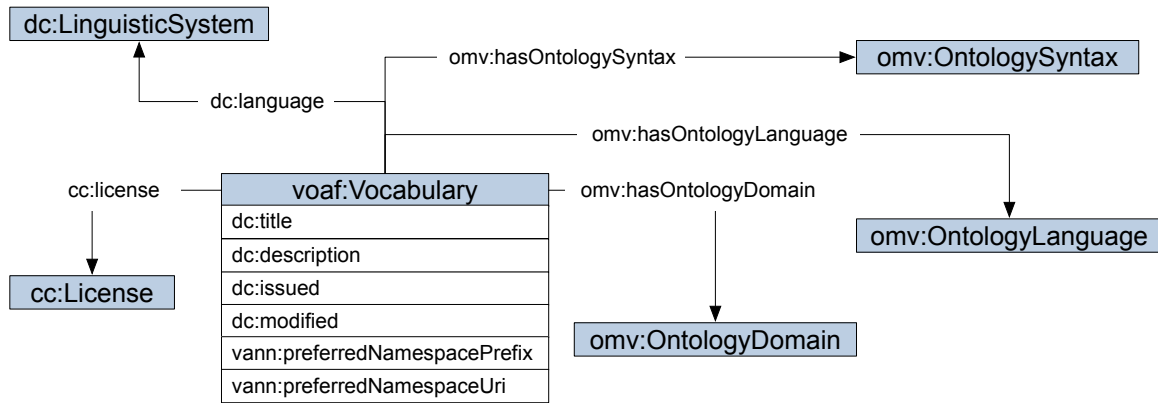 dc:LinguisticSystem
omv:hasOntologySyntax
omv:OntologySyntax
dc:language
omv:hasOntologyLanguage
cc:license
voaf:Vocabulary
omv:hasOntologyDomain
dc:title
dc:description
omv:OntologyLanguage
dc:issued
cc:License
dc:modified
omv:OntologyDomain
vann:preferredNamespacePrefix
vann:preferredNamespaceUri